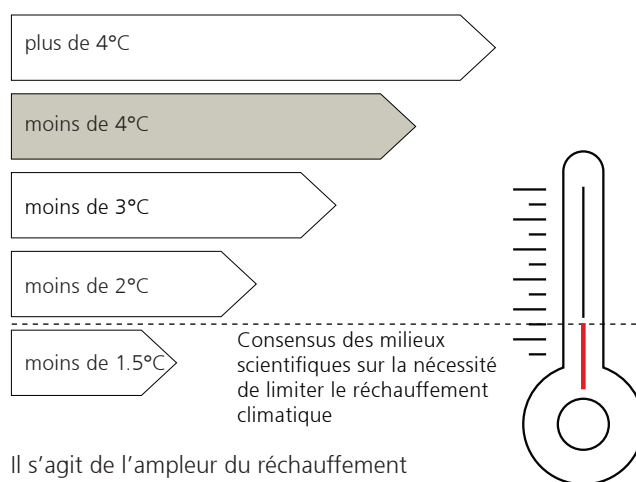 plus de 4°C
moins de 4°C
moins de 3°C
moins de 2°C
moins de 1.5°C
Consensus des milieux
scientifiques sur la nécessité
de limiter le réchauffement
climatique
Il s’agit de l’ampleur du réchauffement